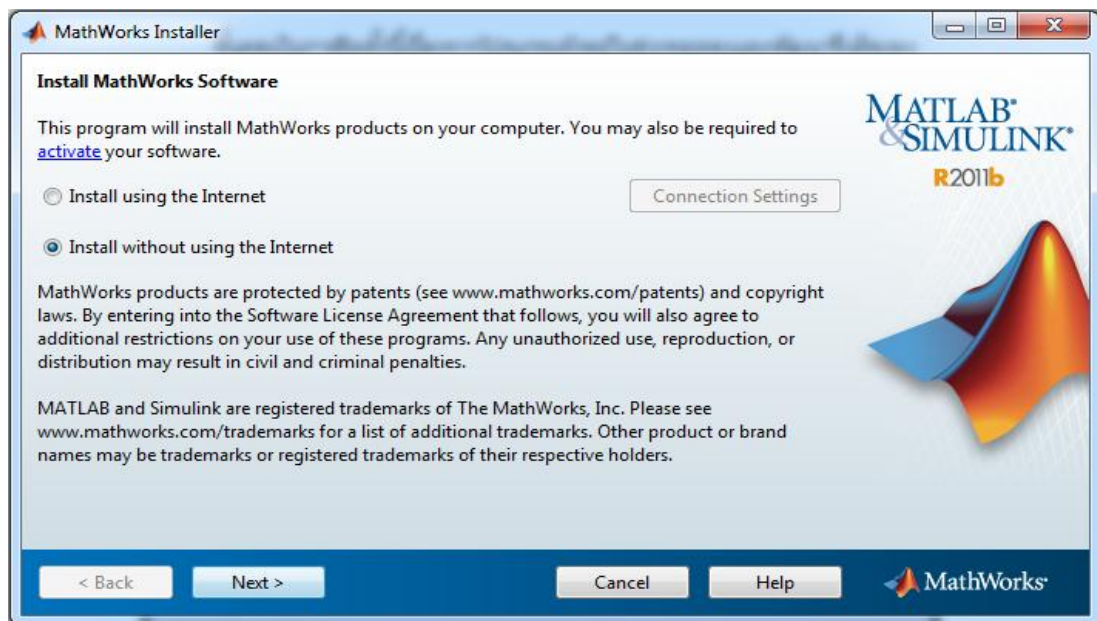 MathWorks Installer
Install MathWorks Software
This program will install MathWorks products on your computer. You may also be required to
activate your software.
Install using the Internet
Connection Settings
Install without using the Internet
MathWorks products are protected by patents (see www.mathworks.com/patents) and copyright
laws. By entering into the Software License Agreement that follows, you will also agree to
additional restrictions on your use of these programs. Any unauthorized use, reproduction, or
distribution may result in civil and criminal penalties.
MATLAB and Simulink are registered trademarks of The MathWorks, Inc. Please see
www.mathworks.com/trademarks for a list of additional trademarks. Other product or brand
names may be trademarks or registered trademarks of their respective holders.
MATLAB®
&SIMULINK®
R2011b
< Back
Next >
Cancel
Help
MathWorks®